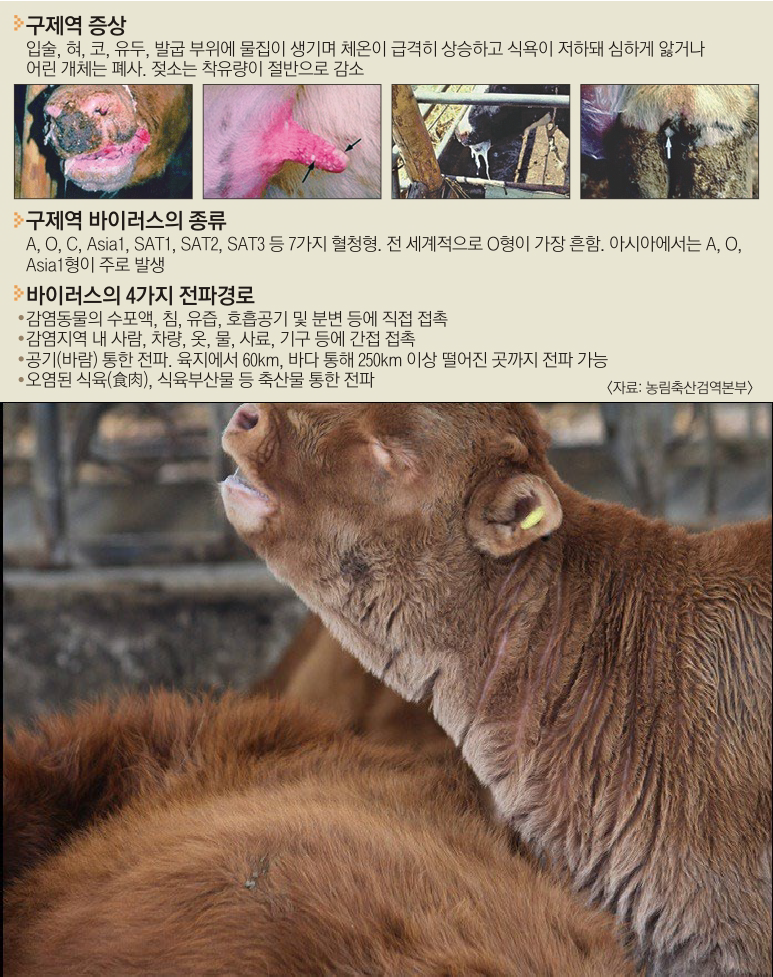 구제역 증상
입술, 혀, 코, 유두, 발굽 부위에 물집이 생기며 체온이 급격히 상승하고 식욕이 저하돼 심하게 앓거나
어린 개체는 폐사. 젖소는 착유량이 절반으로 감소
구제역 바이러스의 종류
A, O, C, Asia1, SAT1, SAT2, SAT3 등 7가지 혈청형. 전 세계적으로 O형이 가장 흔함. 아시아에서는 A, O,
Asia1형이 주로 발생
바이러스의 4가지 전파경로
•감염동물의 수포액, 침, 유즙, 호흡공기 및 분변 등에 직접 접촉
•감염지역 내 사람, 차량, 옷, 물, 사료, 기구 등에 간접 접촉
•공기(바람) 통한 전파. 육지에서 60km, 바다 통해 250km 이상 떨어진 곳까지 전파 가능
•오염된 식육(食肉), 식육부산물 등 축산물 통한 전파
〈자료: 농림축산검역본부〉